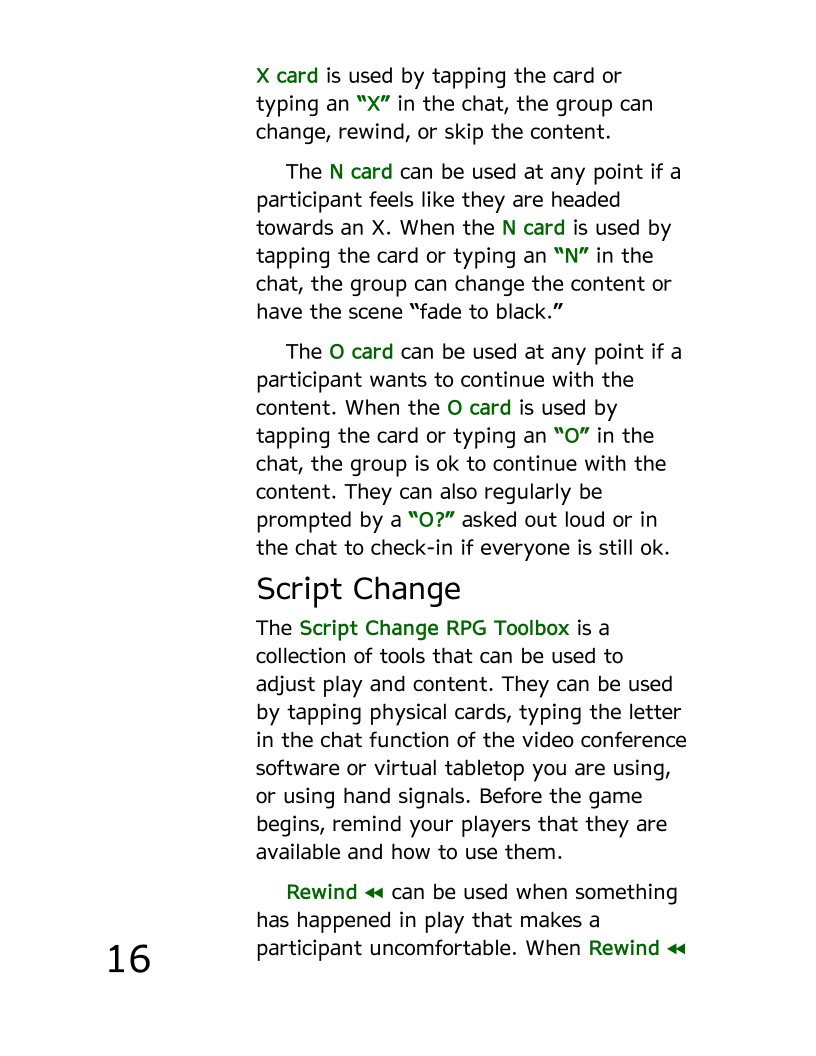 X card is used by tapping the card or
typing an “X” in the chat, the group can
change, rewind, or skip the content.
The N card can be used at any point if a
participant feels like they are headed
towards an X. When the N card is used by
tapping the card or typing an “N” in the
chat, the group can change the content or
have the scene “fade to black.”
The O card can be used at any point if a
participant wants to continue with the
content. When the O card is used by
tapping the card or typing an “O” in the
chat, the group is ok to continue with the
content. They can also regularly be
prompted by a “O?” asked out loud or in
the chat to check-in if everyone is still ok.
Script Change
The Script Change RPG Toolbox is a
collection of tools that can be used to
adjust play and content. They can be used
by tapping physical cards, typing the letter
in the chat function of the video conference
software or virtual tabletop you are using,
or using hand signals. Before the game
begins, remind your players that they are
available and how to use them.
Rewind ⏪ can be used when something
has happened in play that makes a
participant uncomfortable. When Rewind ⏪
16